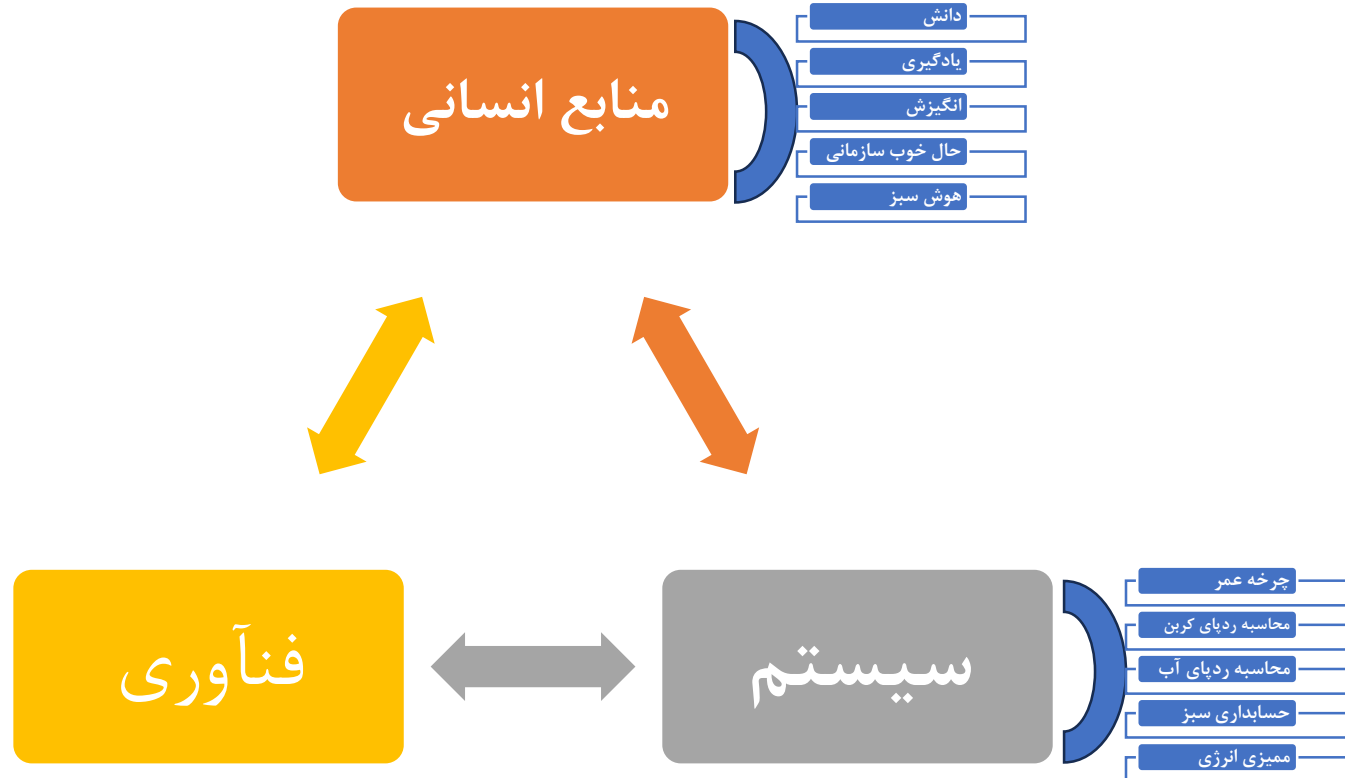 منابع انسانی
دانش
یادگیری
انگیزش
حال خوب سازمانی
هوش سبز
سیستم
چرخه عمر
محاسبه ردپای کربن
محاسبه ردپای آب
حسابداری سبز
ممیزی انرژی
فنآوری